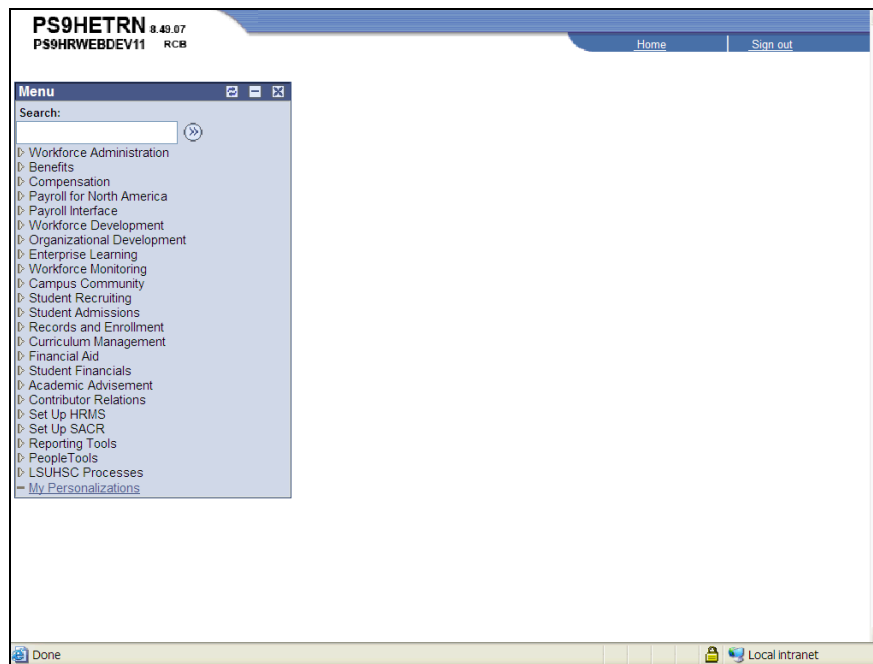 PS9HETRN 8.49.07
PS9HRWEBDEV11 RCB
Home Sign out
Menu
Search:
Workforce Administration
Benefits
Compensation
Payroll for North America
Payroll Interface
Workforce Development
Organizational Development
Enterprise Learning
Workforce Monitoring
Campus Community
Student Recruiting
Student Admissions
Records and Enrollment
Curriculum Management
Financial Aid
Student Financials
Academic Advisement
Contributor Relations
Set Up HRMS
Set Up SACR
Reporting Tools
PeopleTools
LSUHSC Processes
My Personalizations
Done Local intranet